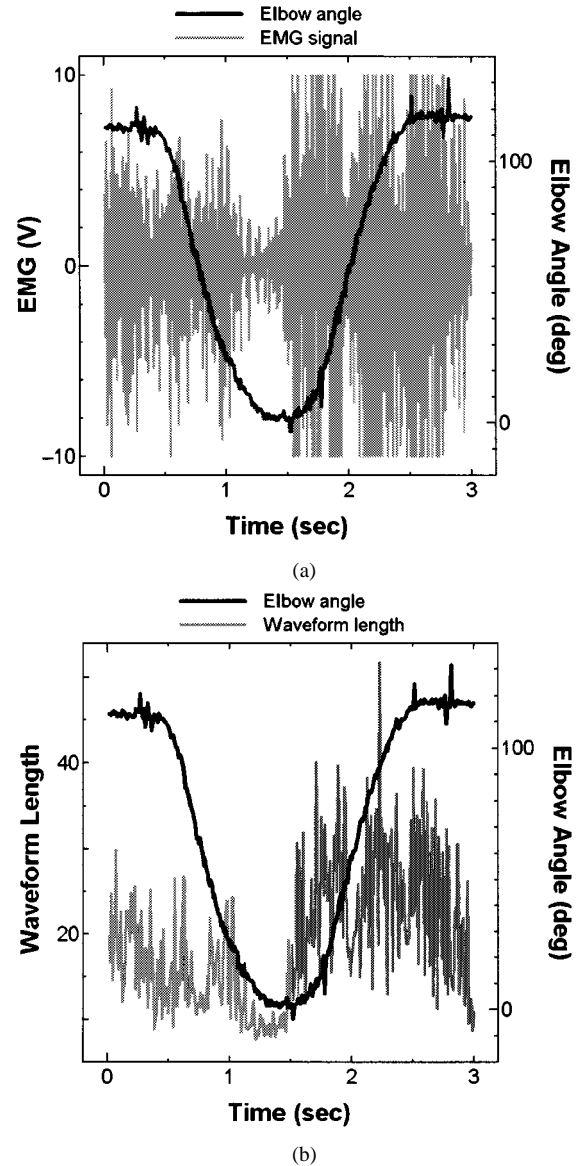 Elbow angle
EMG signal
10
0
−10
EMG (V)
100
0
Elbow Angle (deg)
0 1 2 3
Time (sec)
(a)
Elbow angle
Waveform length
40
20
Waveform Length
100
0
Elbow Angle (deg)
0 1 2 3
Time (sec)
(b)